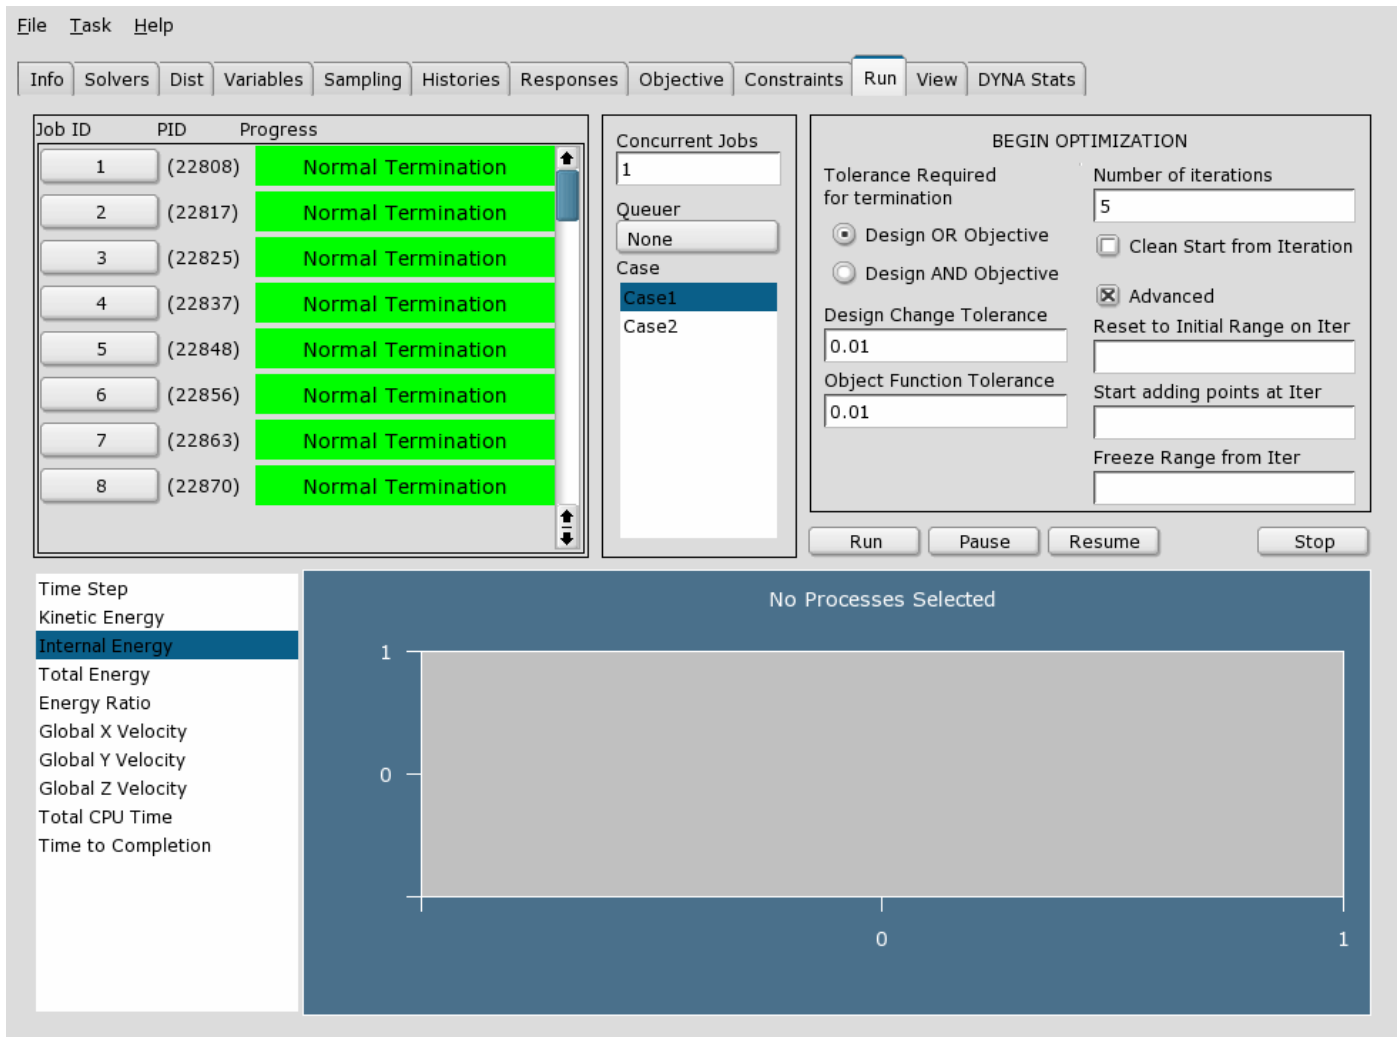 File Task Help
Info Solvers Dist Variables Sampling Histories Responses Objective Constraints Run View DYNA Stats
Job ID PID Progress
1 (22808) Normal Termination
2 (22817) Normal Termination
3 (22825) Normal Termination
4 (22837) Normal Termination
5 (22848) Normal Termination
6 (22856) Normal Termination
7 (22863) Normal Termination
8 (22870) Normal Termination
Concurrent Jobs
1
Queuer
None
Case
Case1
Case2
BEGIN OPTIMIZATION
Tolerance Required
for termination
Design OR Objective
Design AND Objective
Design Change Tolerance
0.01
Object Function Tolerance
0.01
Number of iterations
5
Clean Start from Iteration
Advanced
Reset to Initial Range on Iter
Start adding points at Iter
Freeze Range from Iter
Run Pause Resume Stop
Time Step
Kinetic Energy
Internal Energy
Total Energy
Energy Ratio
Global X Velocity
Global Y Velocity
Global Z Velocity
Total CPU Time
Time to Completion
No Processes Selected
1
0
0 1